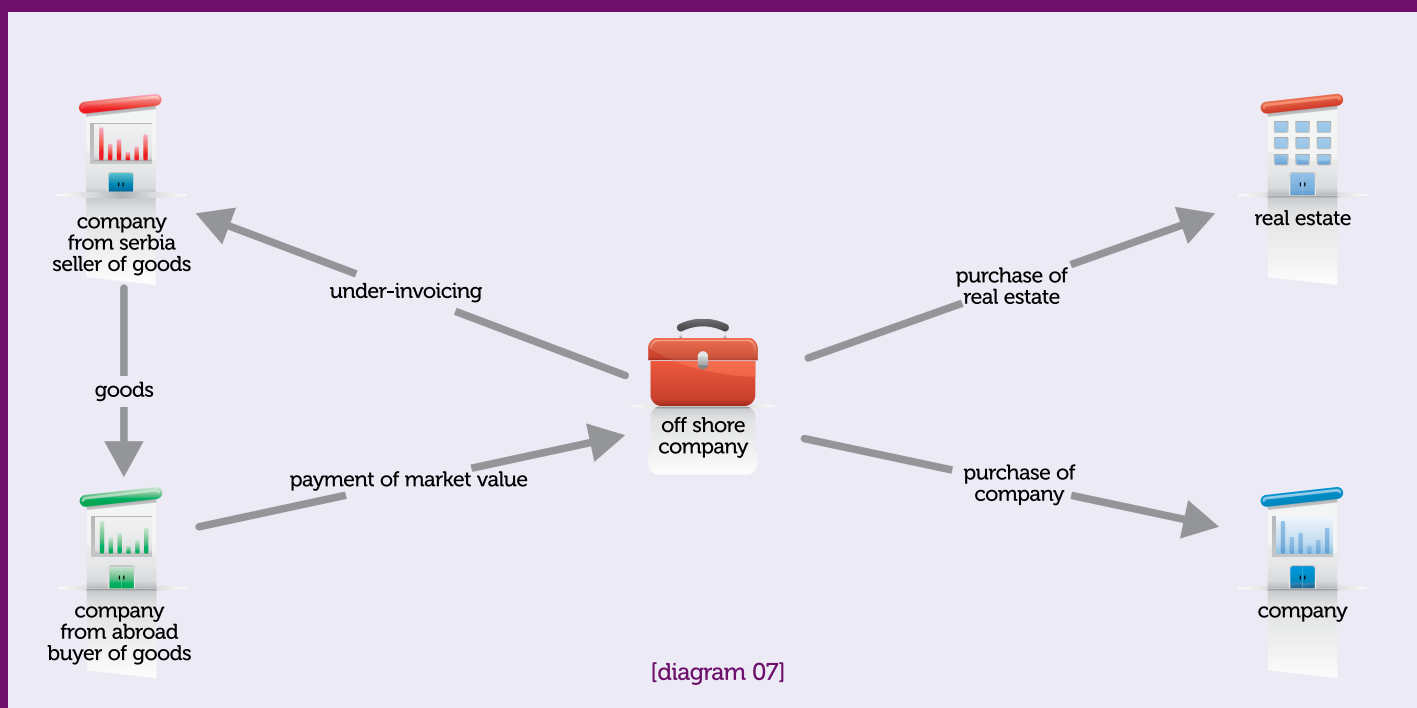 company
from serbia
seller of goods
real estate
under-invoicing
purchase of
real estate
goods
off shore
company
payment of market value
purchase of
company
company
from abroad
buyer of goods
company
[diagram 07]